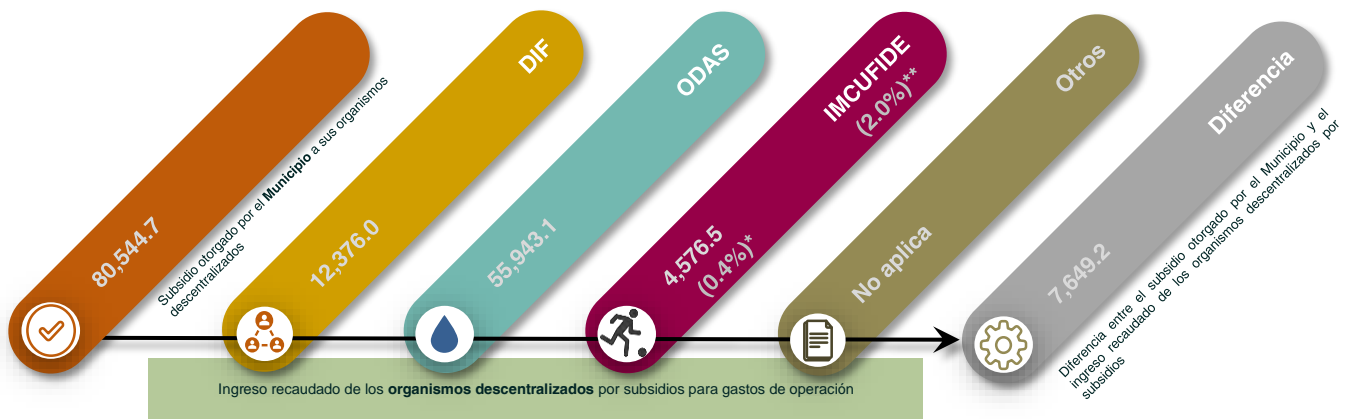 80,544.7
Subsidio otorgado por el Municipio a sus organismos
descentralizados
DIF
12,376.0
ODAS
55,943.1
IMCUFIDE
(2.0%)**
4,576.5
(0.4%)*
Otros
No aplica
Diferencia
7,649.2
Diferencia entre el subsidio otorgado por el Municipio y el
ingreso recaudado de los organismos descentralizados por
subsidios
Ingreso recaudado de los organismos descentralizados por subsidios para gastos de operación